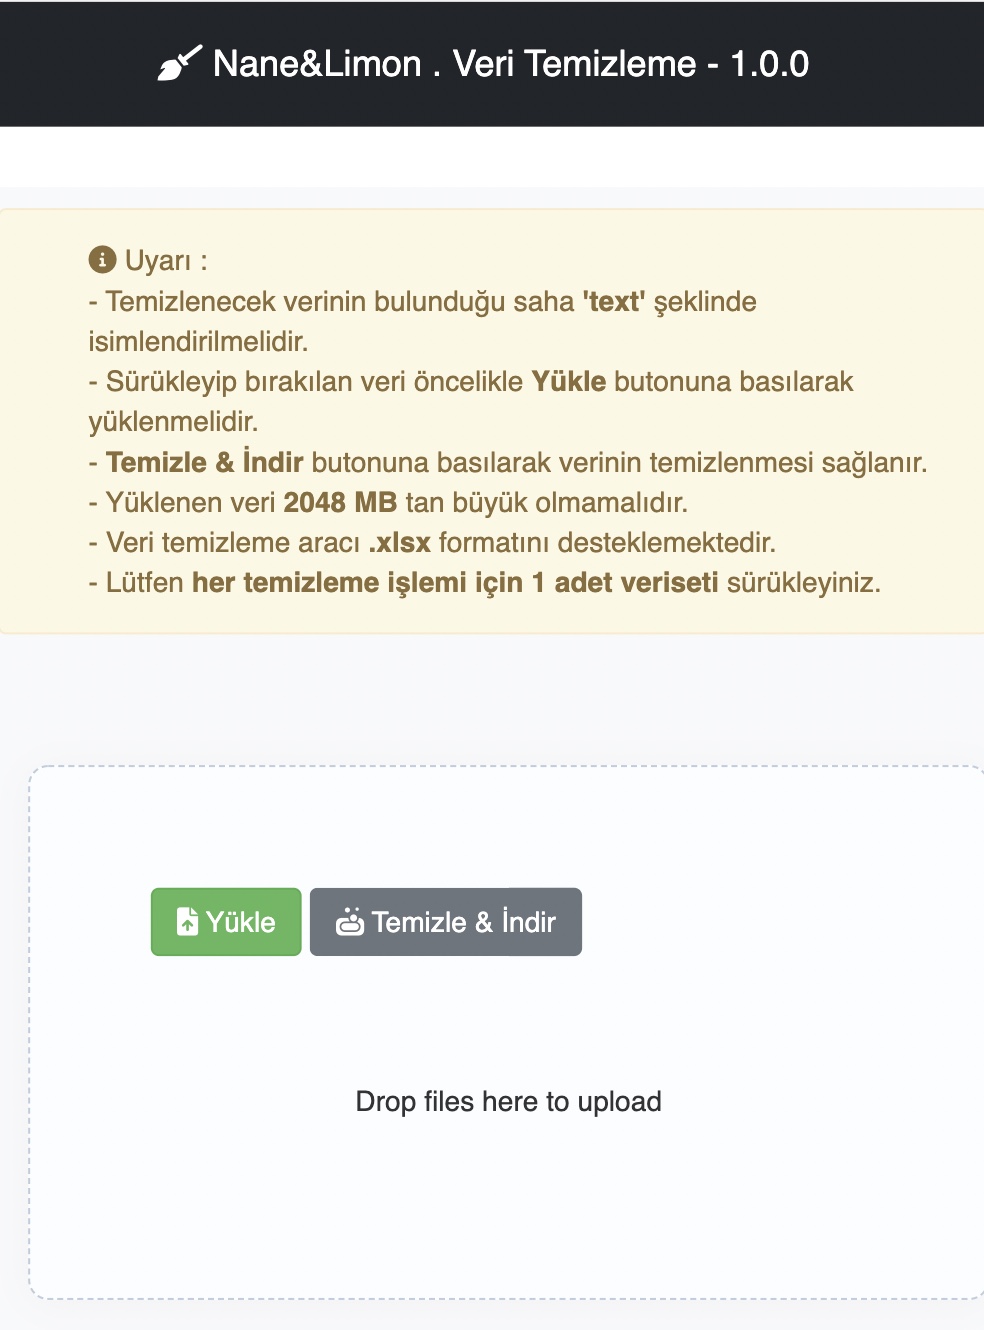 Nane&Limon . Veri Temizleme - 1.0.0
Uyarı :
- Temizlenecek verinin bulunduğu saha 'text' şeklinde
isimlendirilmelidir.
- Sürükleyip bırakılan veri öncelikle Yükle butonuna basılarak
yüklenmelidir.
- Temizle & İndir butonuna basılarak verinin temizlenmesi sağlanır.
- Yüklenen veri 2048 MB tan büyük olmamalıdır.
- Veri temizleme aracı .xlsx formatını desteklemektedir.
- Lütfen her temizleme işlemi için 1 adet veriseti sürükleyiniz.
Yükle Temizle & İndir
Drop files here to upload